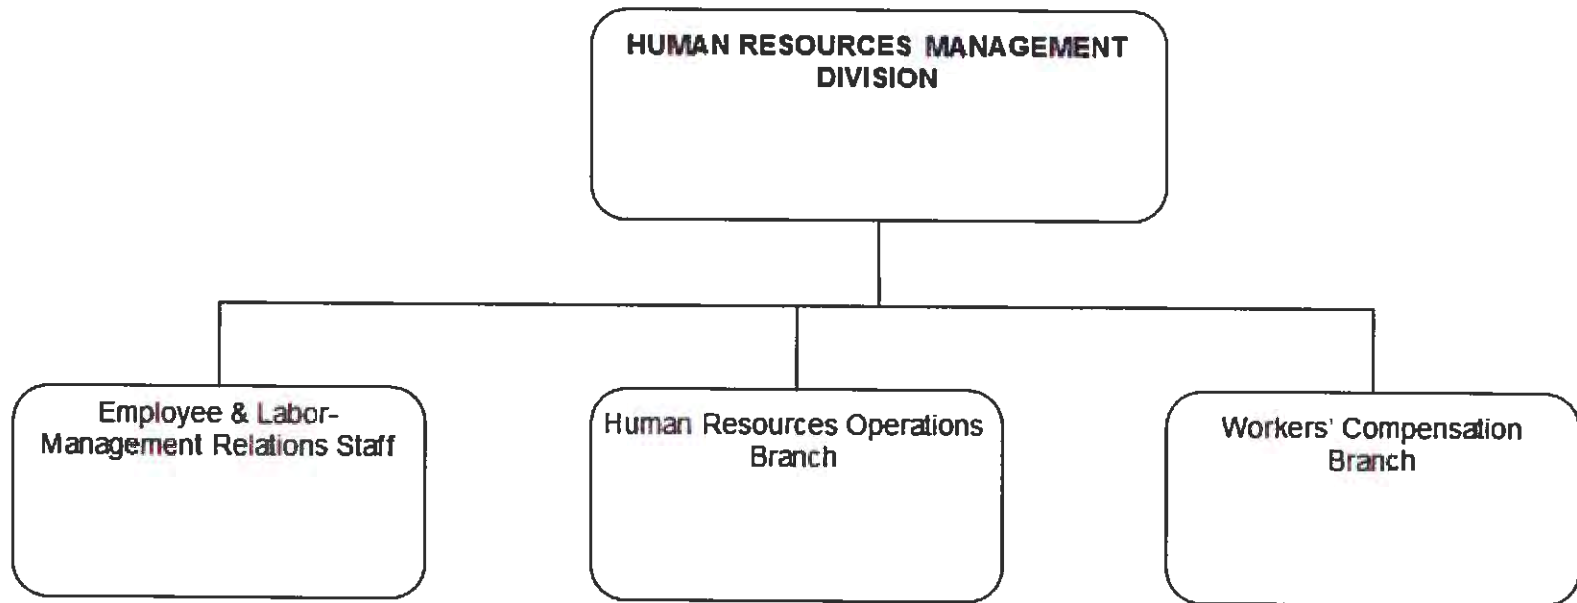 HUMAN RESOURCES MANAGEMENT
DIVISION
Employee & Labor-
Management Relations Staff
Human Resources Operations
Branch
Workers' Compensation
Branch